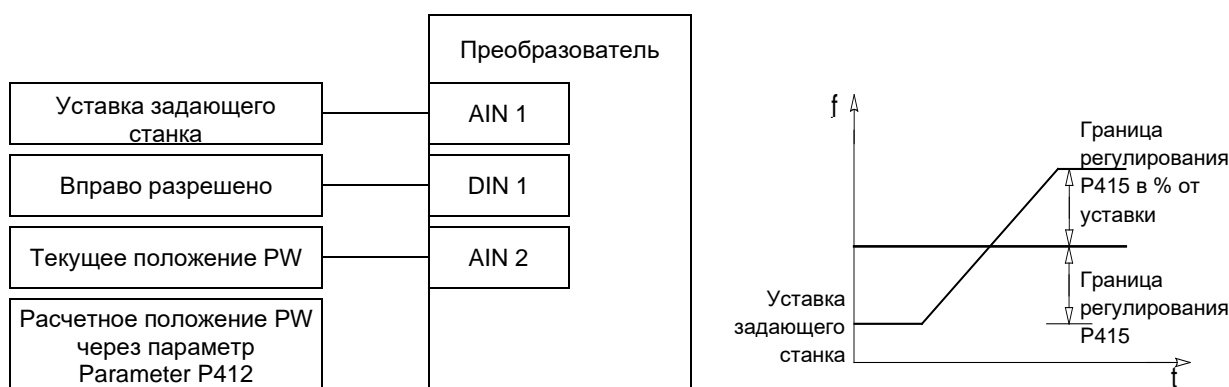 Преобразователь
Уставка задающего
станка
AIN 1
Вправо разрешено
DIN 1
Текущее положение PW
AIN 2
Расчетное положение PW
через параметр
Parameter P412
f
Граница
регулирования
P415 в % от
уставки
Уставка
задающего
станка
Граница
регулирования
P415
t